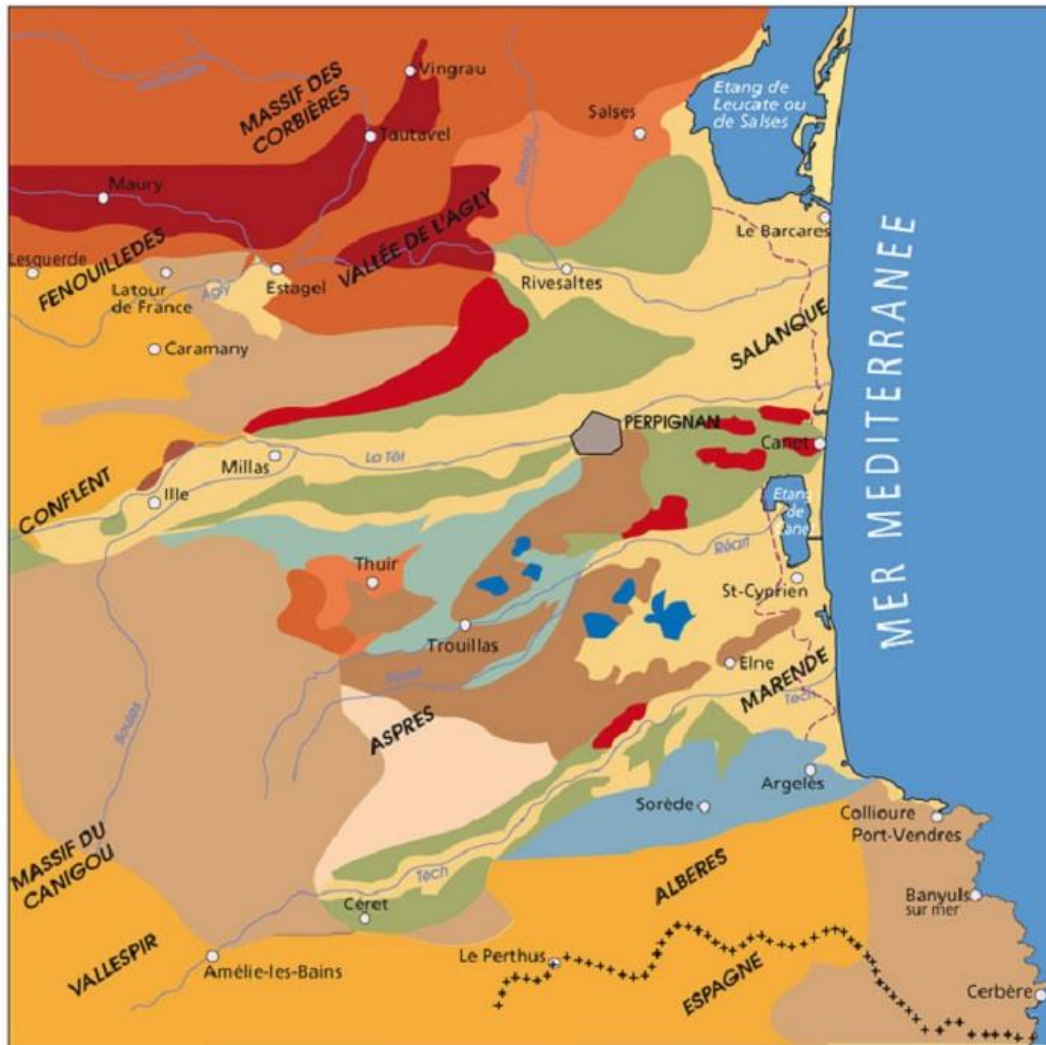 Vingrau
MASSIF DES
CORBIÈRES
Tautavel
Salses
Etang de
Leucate ou
de Salses
Maury
VALLÉE DE L'AGLY
Le Barcares
Lesquerde
FENOUILLEDES
Latour
de France
Agly
Estagel
Rivesaltes
Caramany
SALANQUE
MER MEDITERRANEE
PERPIGNAN
Canet
Millas
La Têt
CONFLENT
Ille
Etang
de
Canet
Réart
Thuir
St-Cyprien
Trouillas
Elne
MARENDE
Tech
Boulès
ASPRES
Argelès
Sorède
Collioure
Port-Vendres
MASSIF DU
CANIGOU
Tech
ALBERES
Céret
Banyuls
sur mer
VALLESPIR
Amélie-les-Bains
Le Perthus
ESPAGNE
Cerbère